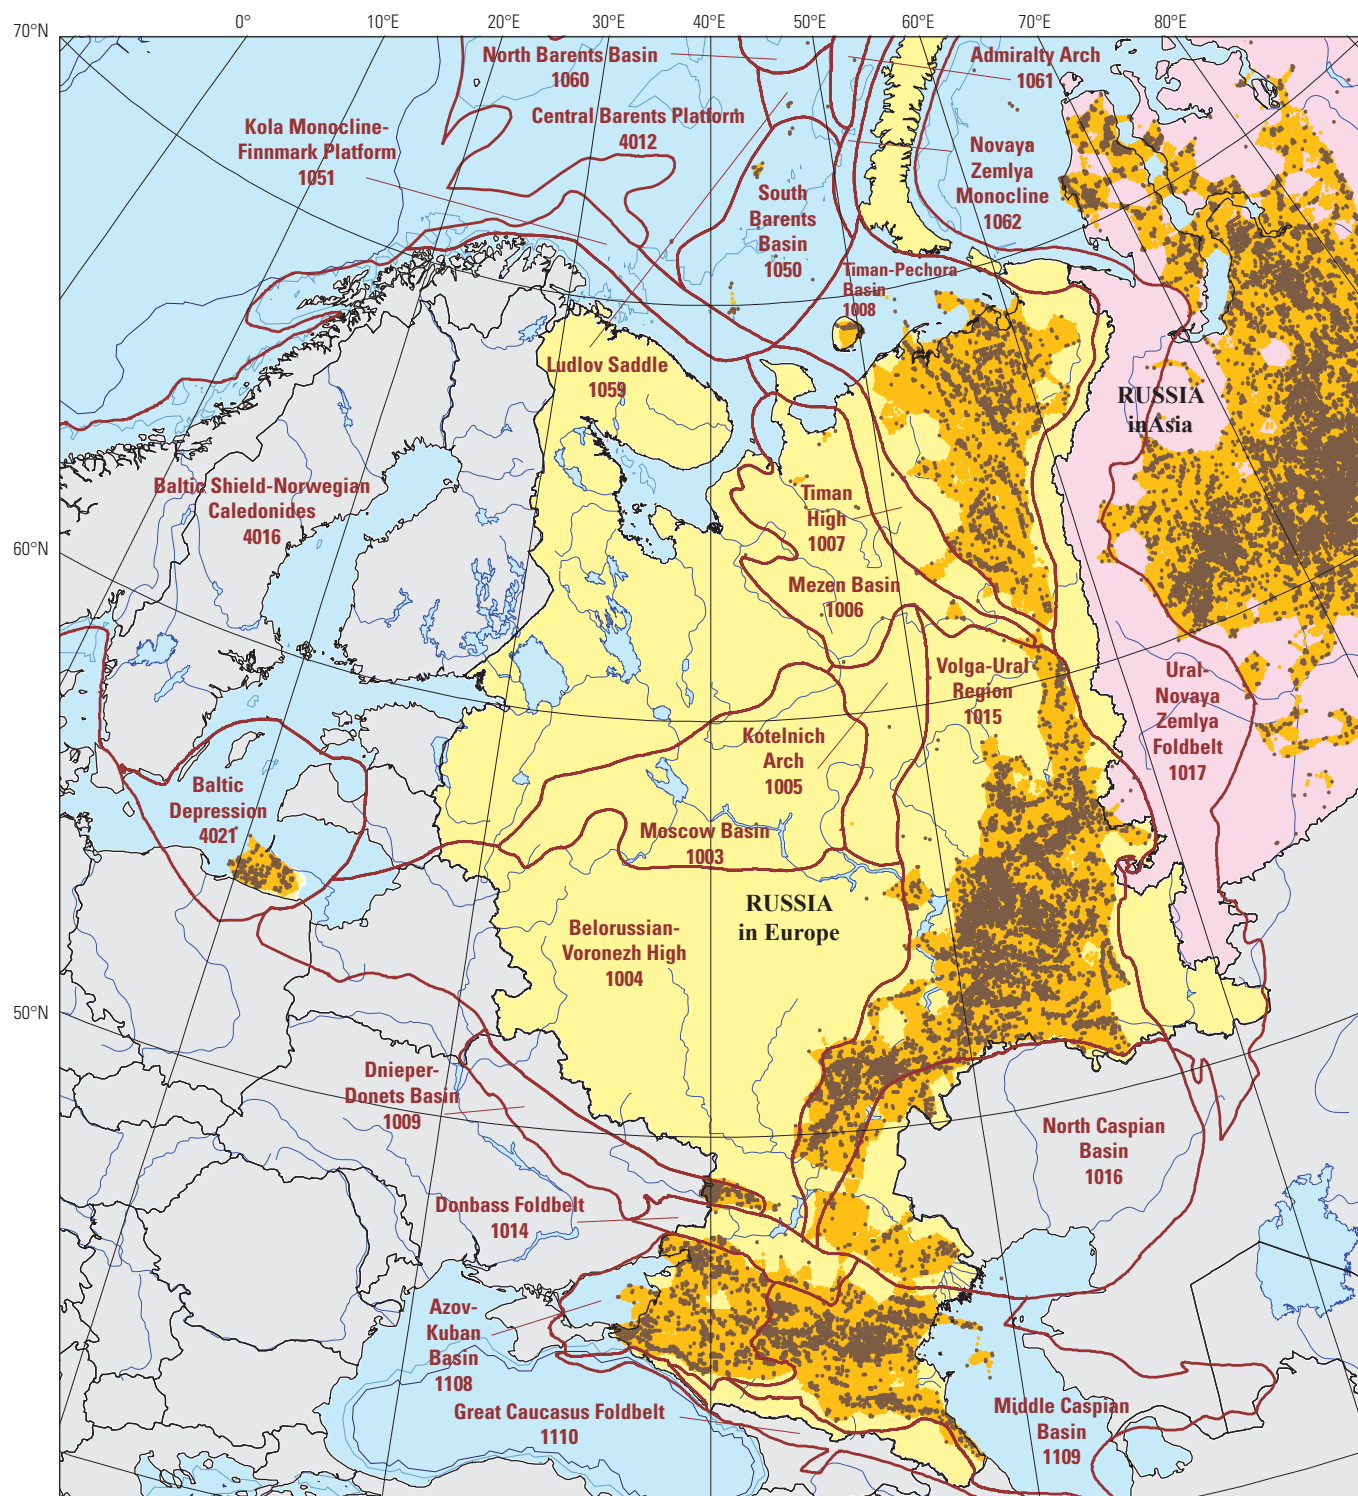 0°
10°E
20°E
30°E
40°E
50°E
60°E
70°E
80°E
70°N
60°N
50°N
North Barents Basin
1060
Admiralty Arch
1061
Central Barents Platform
4012
Kola Monocline-
Finnmark Platform
1051
Novaya
Zemlya
Monocline
1062
South
Barents
Basin
1050
Timan-Pechora
Basin
1008
Ludlov Saddle
1059
RUSSIA
in Asia
Baltic Shield-Norwegian
Caledonides
4016
Timan
High
1007
Mezen Basin
1006
Volga-Ural
Region
1015
Ural-
Novaya
Zemlya
Foldbelt
1017
Kotelnich
Arch
1005
Baltic
Depression
4021
Moscow Basin
1003
RUSSIA
in Europe
Belorussian-
Voronezh High
1004
Dnieper-
Donets Basin
1009
North Caspian
Basin
1016
Donbass Foldbelt
1014
Azov-
Kuban
Basin
1108
Great Caucasus Foldbelt
1110
Middle Caspian
Basin
1109